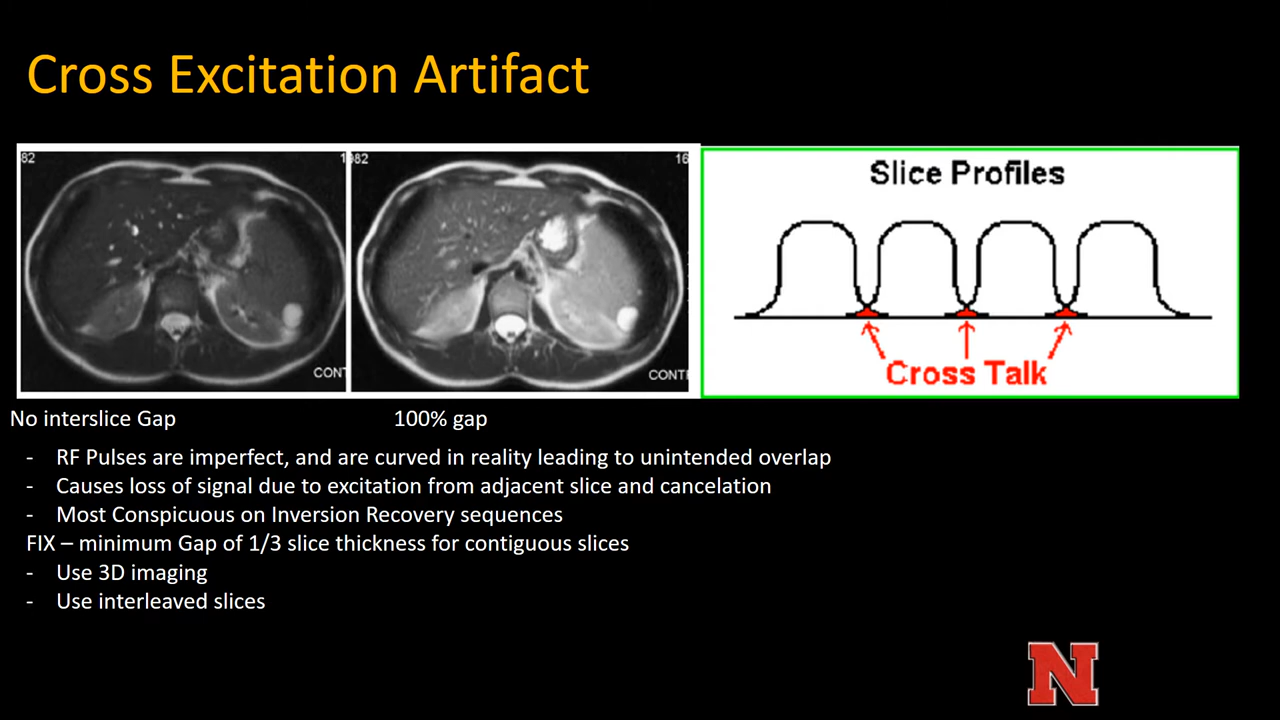 Cross Excitation Artifact
82
1982
16
Slice Profiles
CONT
CONT
Cross Talk
No interslice Gap
100% gap
- RF Pulses are imperfect, and are curved in reality leading to unintended overlap
- Causes loss of signal due to excitation from adjacent slice and cancelation
- Most Conspicuous on Inversion Recovery sequences
FIX – minimum Gap of 1/3 slice thickness for contiguous slices
- Use 3D imaging
- Use interleaved slices
N